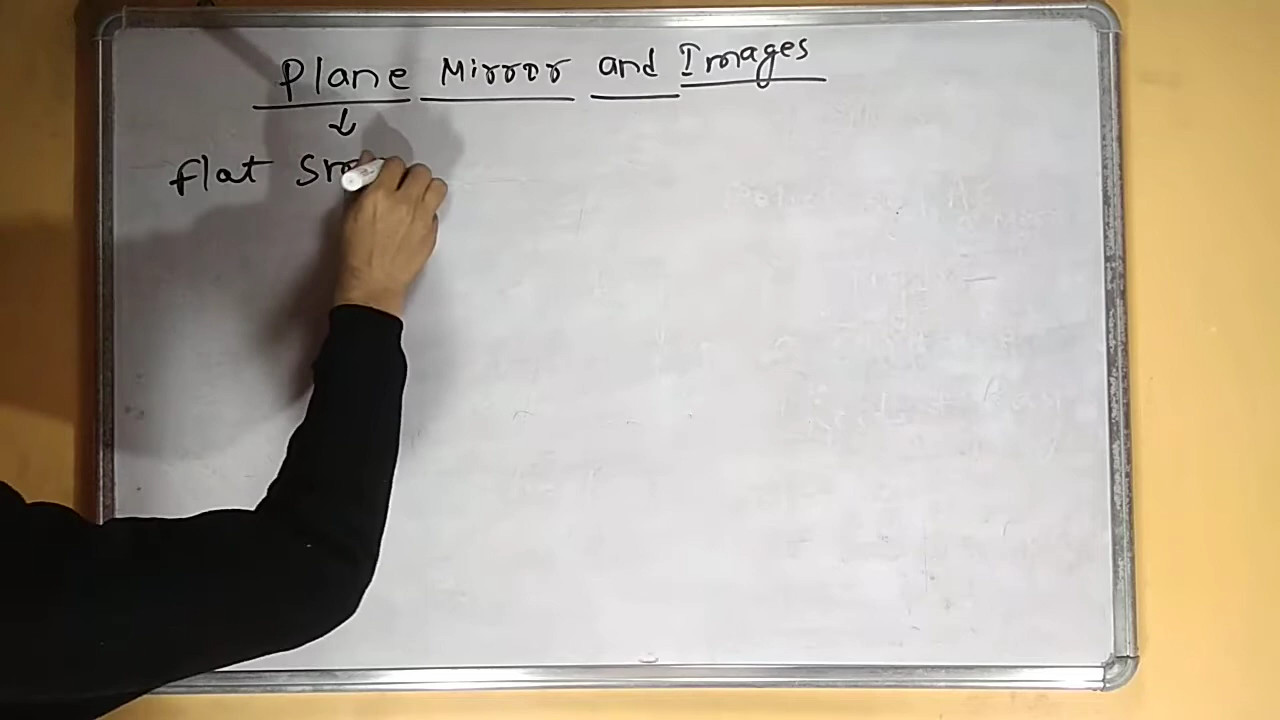 Plane Mirror and Images
↓
flat